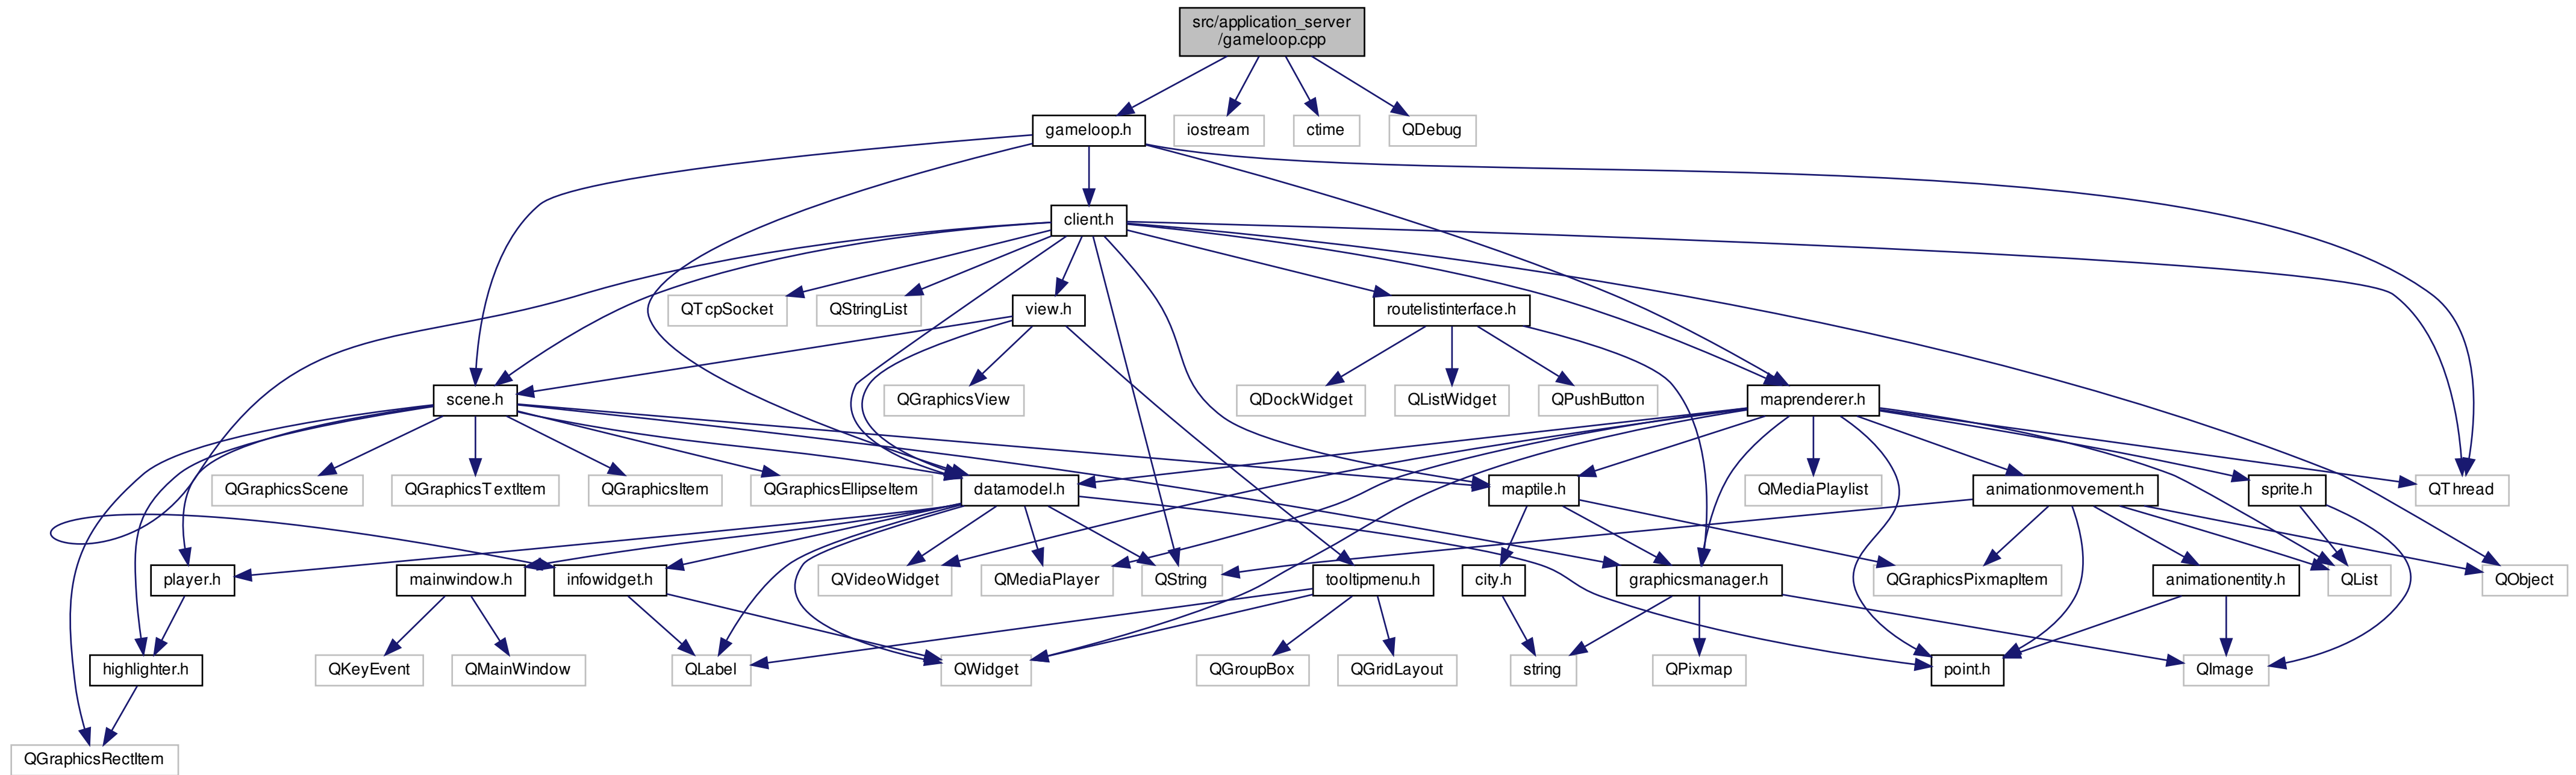 src/application_server
/gameloop.cpp
gameloop.h
iostream
ctime
QDebug
client.h
QTcpSocket
QStringList
view.h
routelistinterface.h
scene.h
QGraphicsView
QDockWidget
QListWidget
QPushButton
maprenderer.h
QGraphicsScene
QGraphicsTextItem
QGraphicsItem
QGraphicsEllipseItem
datamodel.h
maptile.h
QMediaPlaylist
animationmovement.h
sprite.h
QThread
player.h
mainwindow.h
infowidget.h
QVideoWidget
QMediaPlayer
QString
tooltipmenu.h
city.h
graphicsmanager.h
QGraphicsPixmapItem
animationentity.h
QList
QObject
highlighter.h
QKeyEvent
QMainWindow
QLabel
QWidget
QGroupBox
QGridLayout
string
QPixmap
point.h
QImage
QGraphicsRectItem